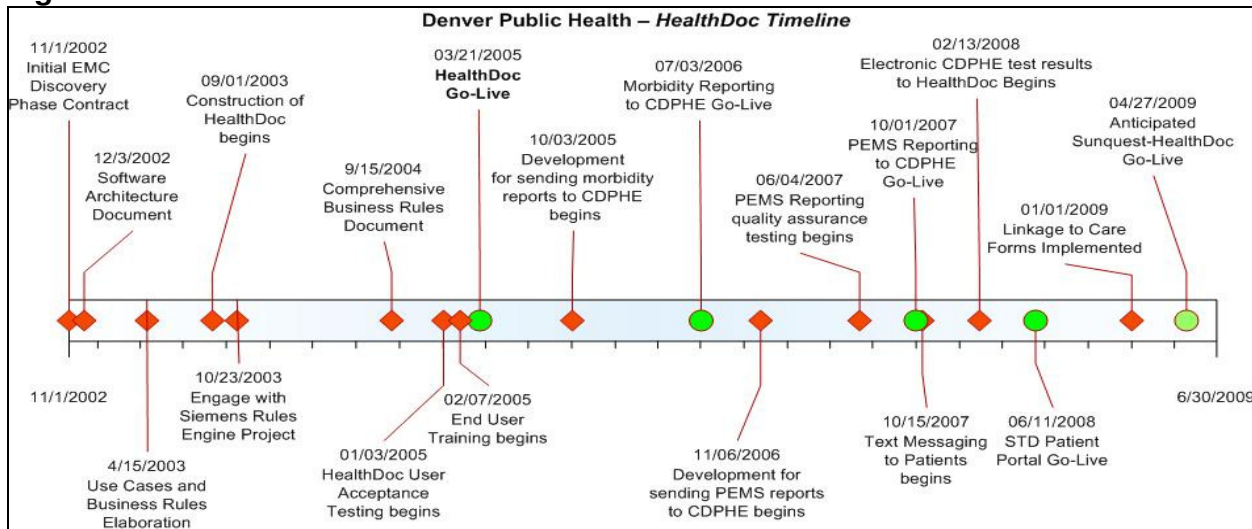 Denver Public Health – HealthDoc Timeline
11/1/2002
Initial EMC
Discovery
Phase Contract
12/3/2002
Software
Architecture
Document
09/01/2003
Construction of
HealthDoc
begins
9/15/2004
Comprehensive
Business Rules
Document
03/21/2005
HealthDoc
Go-Live
10/03/2005
Development
for sending morbidity
reports to CDPHE
begins
07/03/2006
Morbidity Reporting
to CDPHE Go-Live
06/04/2007
PEMS Reporting
quality assurance
testing begins
10/01/2007
PEMS Reporting
to CDPHE
Go-Live
02/13/2008
Electronic CDPHE test results
to HealthDoc Begins
01/01/2009
Linkage to Care
Forms Implemented
04/27/2009
Anticipated
Sunquest-HealthDoc
Go-Live
11/1/2002
6/30/2009
4/15/2003
Use Cases and
Business Rules
Elaboration
10/23/2003
Engage with
Siemens Rules
Engine Project
01/03/2005
HealthDoc User
Acceptance
Testing begins
02/07/2005
End User
Training begins
11/06/2006
Development for
sending PEMS reports
to CDPHE begins
10/15/2007
Text Messaging
to Patients
begins
06/11/2008
STD Patient
Portal Go-Live